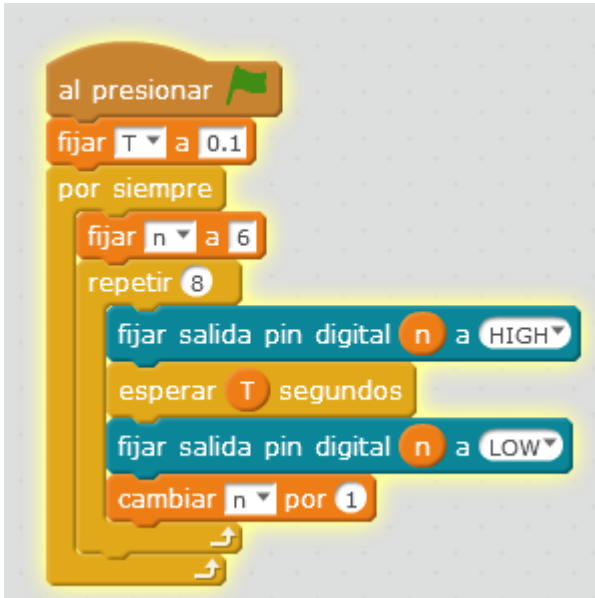 al presionar
fijar T a 0.1
por siempre
fijar n a 6
repetir 8
fijar salida pin digital n a HIGH
esperar T segundos
fijar salida pin digital n a LOW
cambiar n por 1